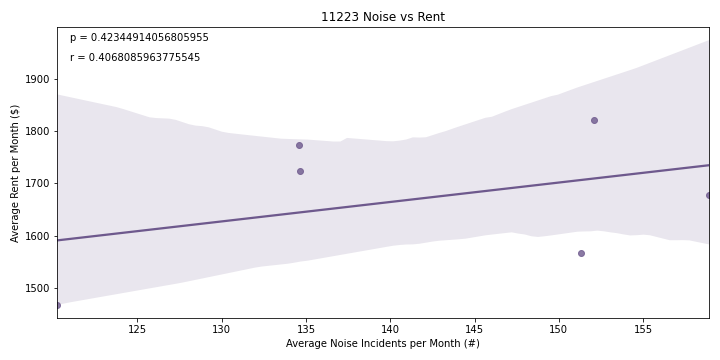 11223 Noise vs Rent
p = 0.42344914056805955
r = 0.4068085963775545
Average Rent per Month ($)
1900
1800
1700
1600
1500
125 130 135 140 145 150 155
Average Noise Incidents per Month (#)